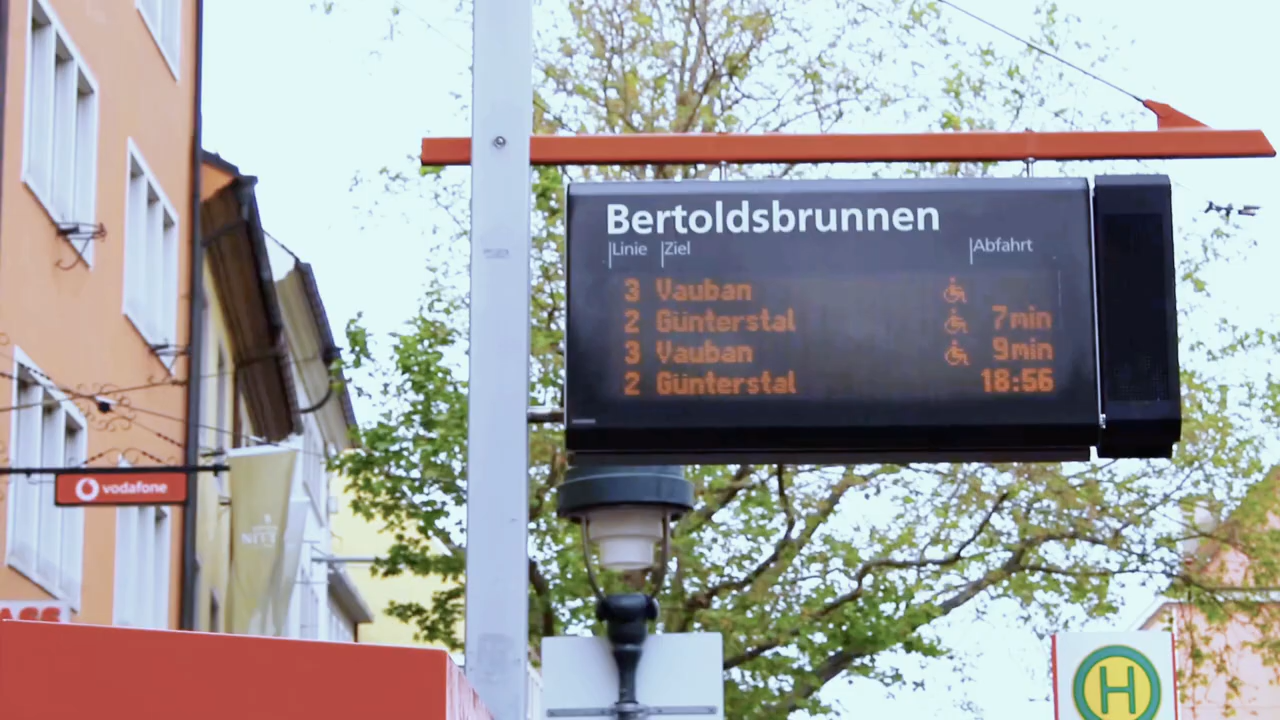 Bertoldsbrunnen
Linie Ziel Abfahrt
3 Vauban
2 Günterstal 7min
3 Vauban 9min
2 Günterstal 18:56
vodafone
H